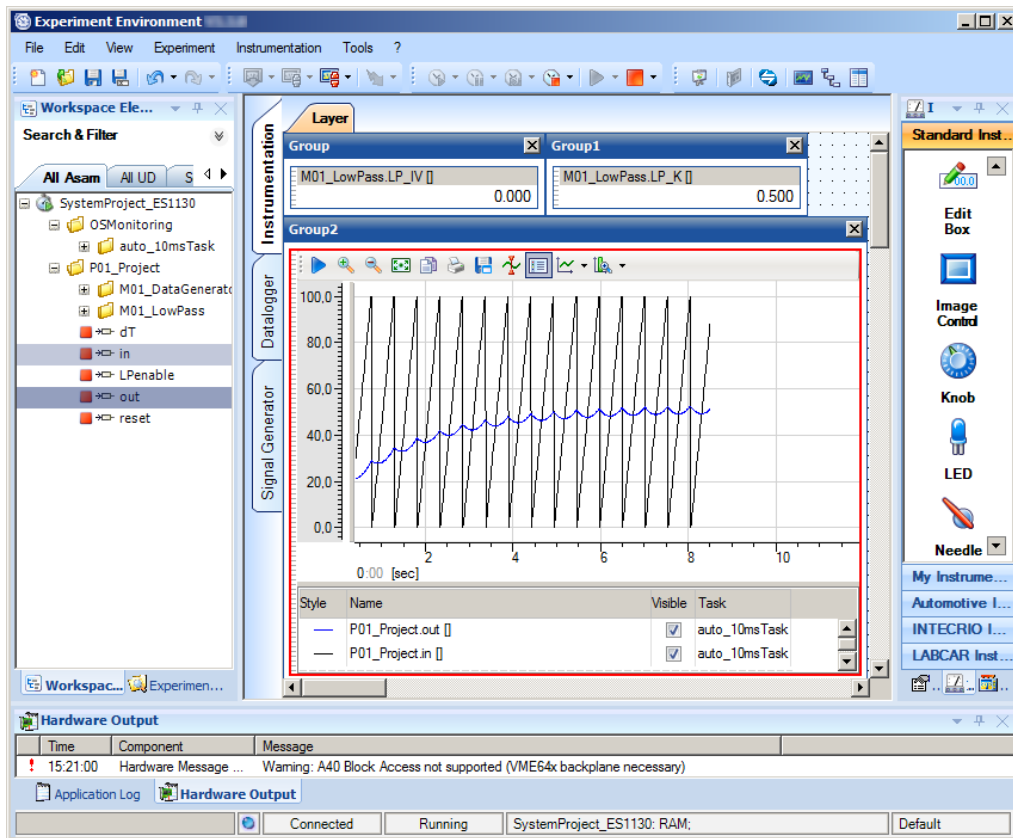 Experiment Environment
File Edit View Experiment Instrumentation Tools ?
Workspace Ele...
Search & Filter
All Asam All UD S
SystemProject_ES1130
OSMonitoring
auto_10msTask
P01_Project
M01_DataGenerato
M01_LowPass
dT
in
LPenable
out
reset
Workspac... Experimen...
Instrumentation
Datalogger
Signal Generator
Layer
Group
M01_LowPass.LP_IV []
0.000
Group1
M01_LowPass.LP_K []
0.500
Group2
100,0
80,0
60,0
40,0
20,0
0,0
2 4 6 8 10
0:00 [sec]
Style Name Visible Task
P01_Project.out [] auto_10msTask
P01_Project.in [] auto_10msTask
I
Standard Inst...
00.0
Edit
Box
Image
Control
Knob
LED
Needle
My Instrume...
Automotive I...
INTECRIO I...
LABCAR Inst...
Hardware Output
Time Component Message
! 15:21:00 Hardware Message ... Warning: A40 Block Access not supported (VME64x backplane necessary)
Application Log Hardware Output
Connected Running SystemProject_ES1130: RAM; Default